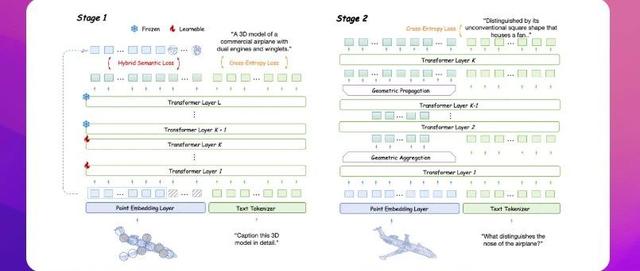 Stage 1
Frozen
Learnable
"A 3D model of a
commercial airplane with
dual engines and winglets."
Hybrid Semantic Loss
Cross-Entropy Loss
Transformer Layer L
Transformer Layer K + 1
Transformer Layer K
Transformer Layer 1
Point Embedding Layer
Text Tokenizer
"Caption this 3D
model in detail."
Stage 2
Cross-Entropy Loss
"Distinguished by its
unconventional square shape that
houses a fan.."
Transformer Layer K
Geometric Propagation
Transformer Layer K-1
Transformer Layer 2
Geometric Aggregation
Transformer Layer 1
Point Embedding Layer
Text Tokenizer
"What distinguishes the
nose of the airplane?"